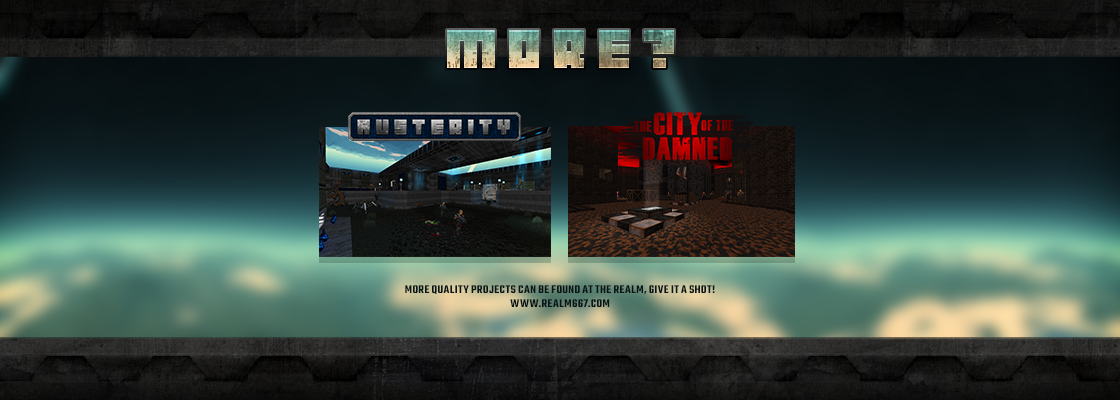 MORE?
AUSTERITY
THE CITY OF THE
DAMNED
MORE QUALITY PROJECTS CAN BE FOUND AT THE REALM, GIVE IT A SHOT!
WWW.REALM667.COM